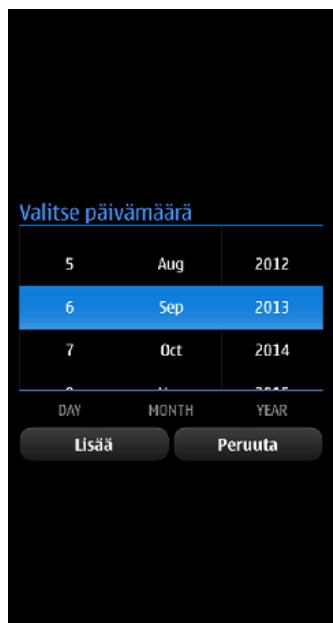 Valitse päivämäärä
5 Aug 2012
6 Sep 2013
7 Oct 2014
DAY MONTH YEAR
Lisää Peruuta